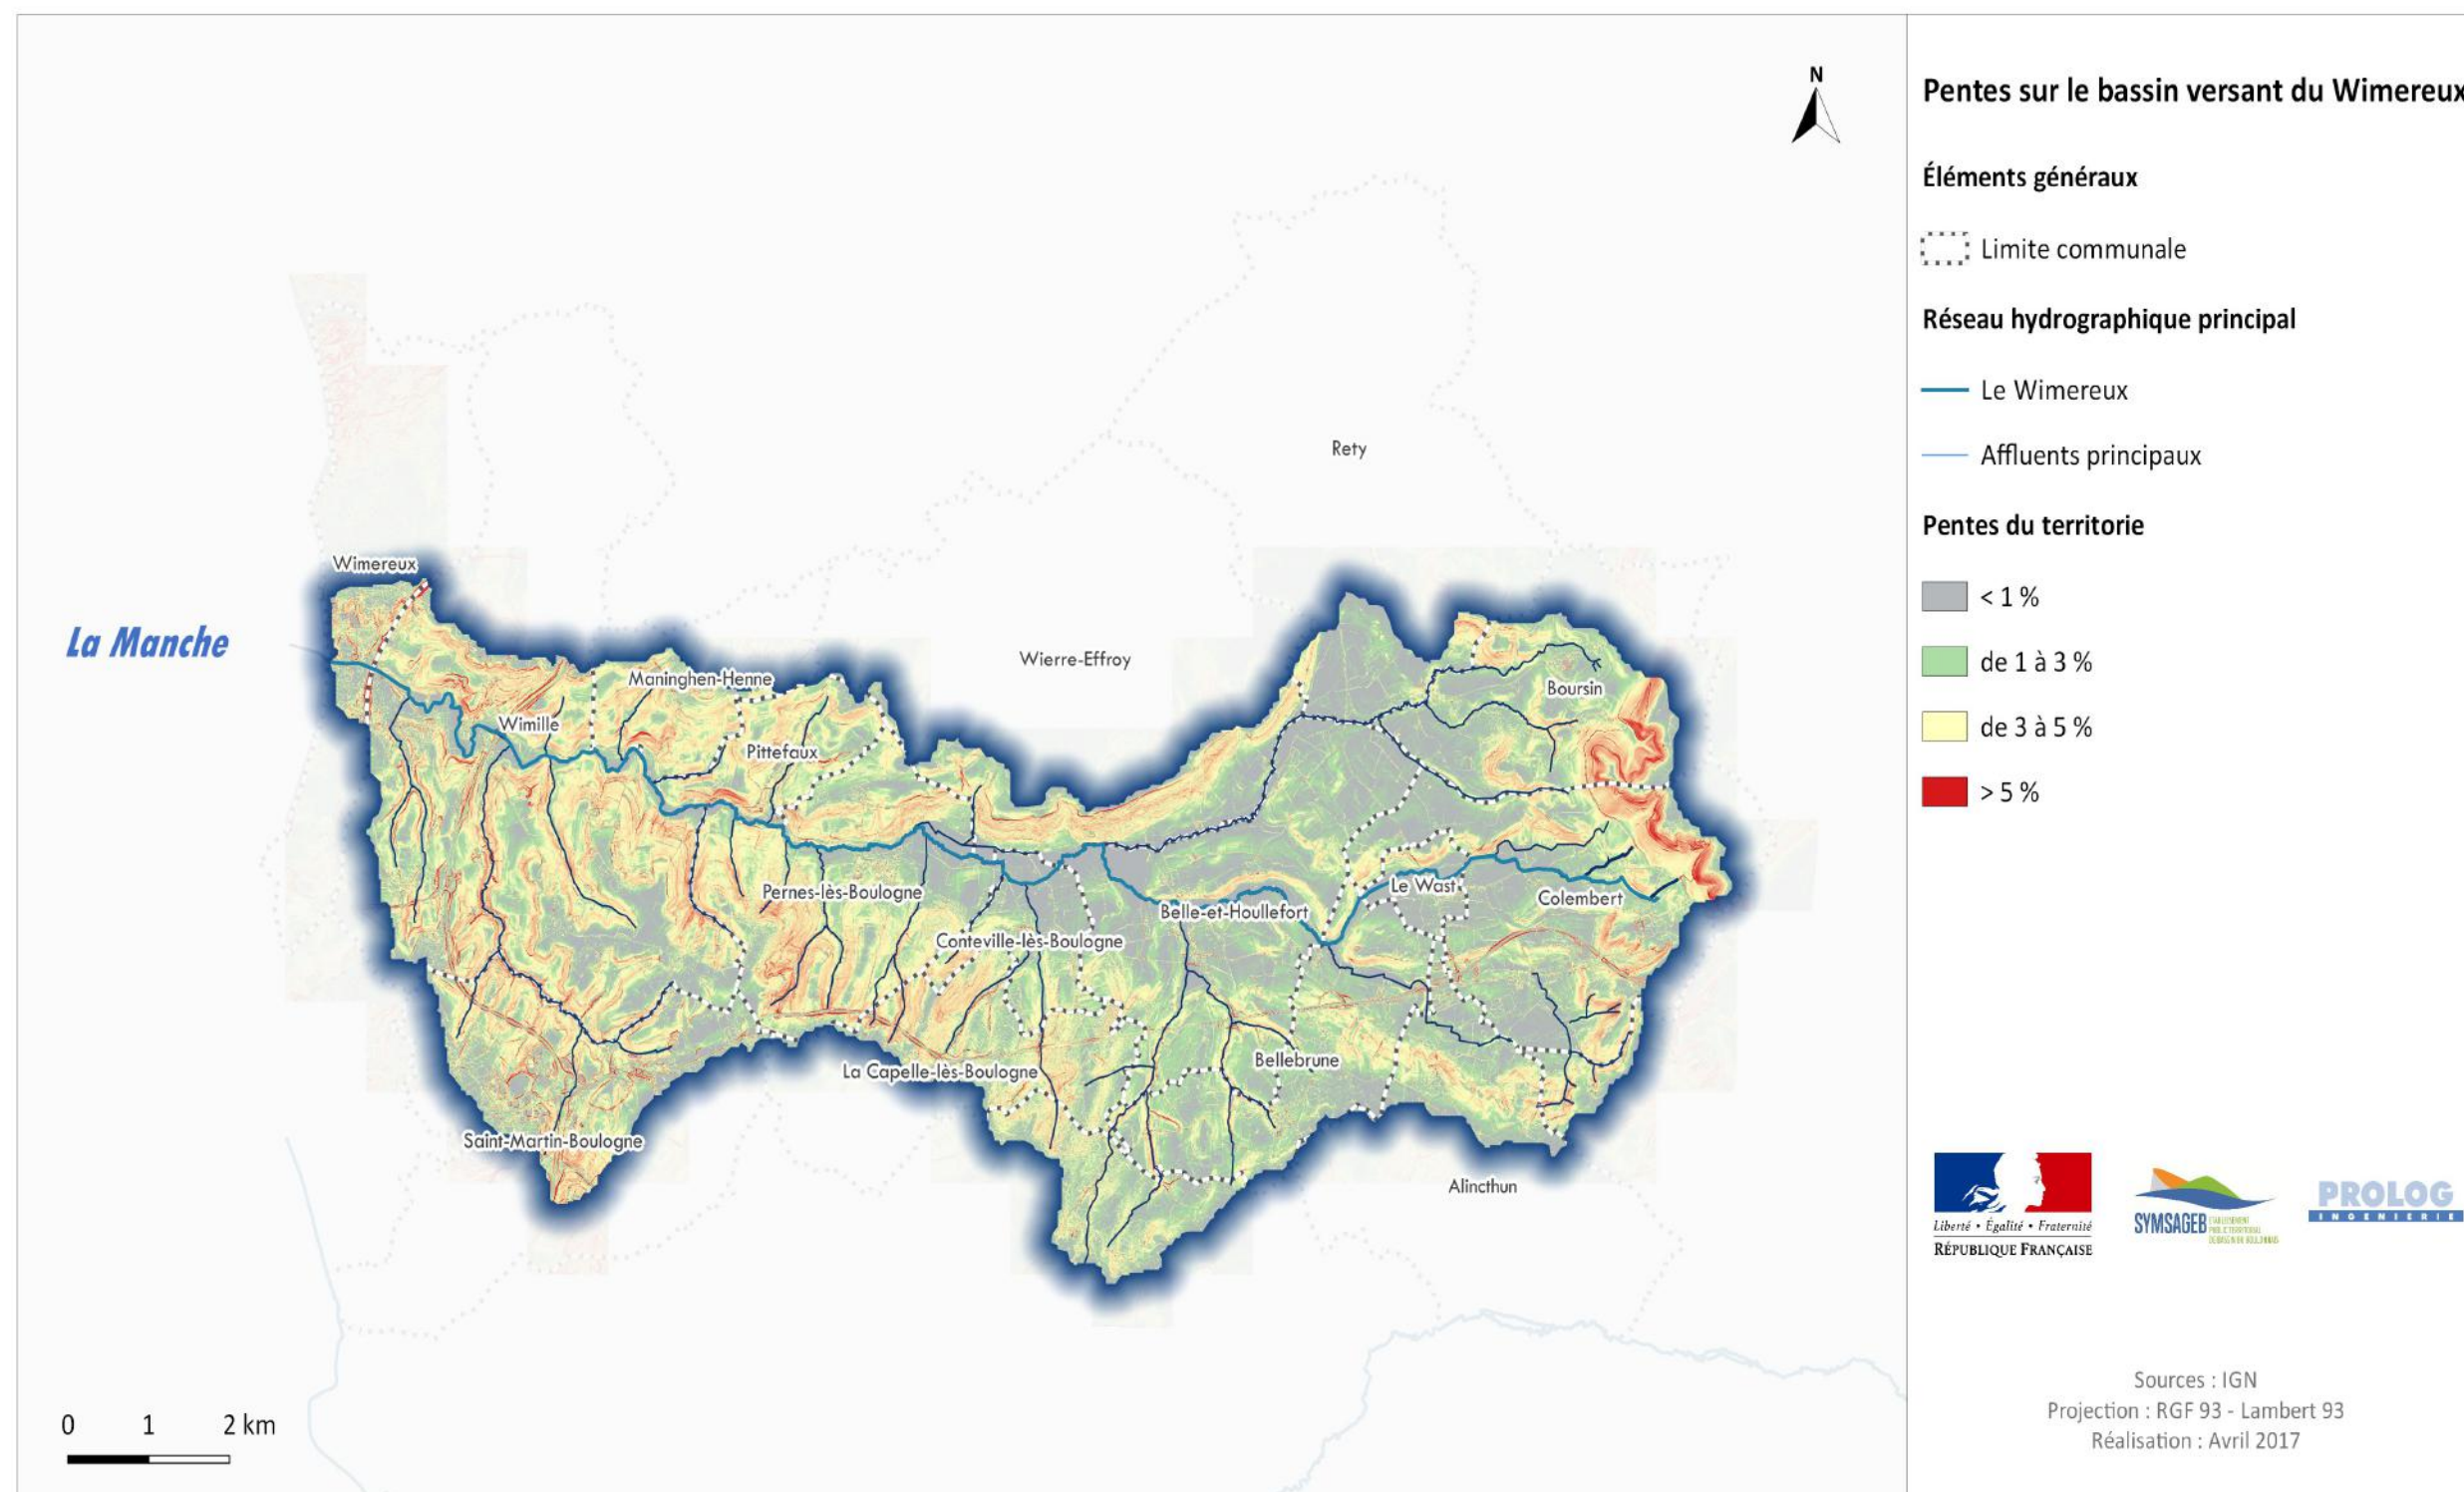 N
Wimereux
La Manche
Rety
Wierre-Effroy
Maninghen-Henne
Boursin
Wimille
Pittefaux
Le Wast
Pernes-lès-Boulogne
Colembert
Belle-et-Houllefort
Conteville-lès-Boulogne
Bellebrune
La Capelle-lès-Boulogne
Saint-Martin-Boulogne
Alincthun
0 1 2 km
Pentes sur le bassin versant du Wimereux
Éléments généraux
Limite communale
Réseau hydrographique principal
Le Wimereux
Affluents principaux
Pentes du territorie
< 1 %
de 1 à 3 %
de 3 à 5 %
> 5 %
Liberté • Égalité • Fraternité
RÉPUBLIQUE FRANÇAISE
SYMSAGEB
PROLOG
INGENIERIE
Sources : IGN
Projection : RGF 93 - Lambert 93
Réalisation : Avril 2017